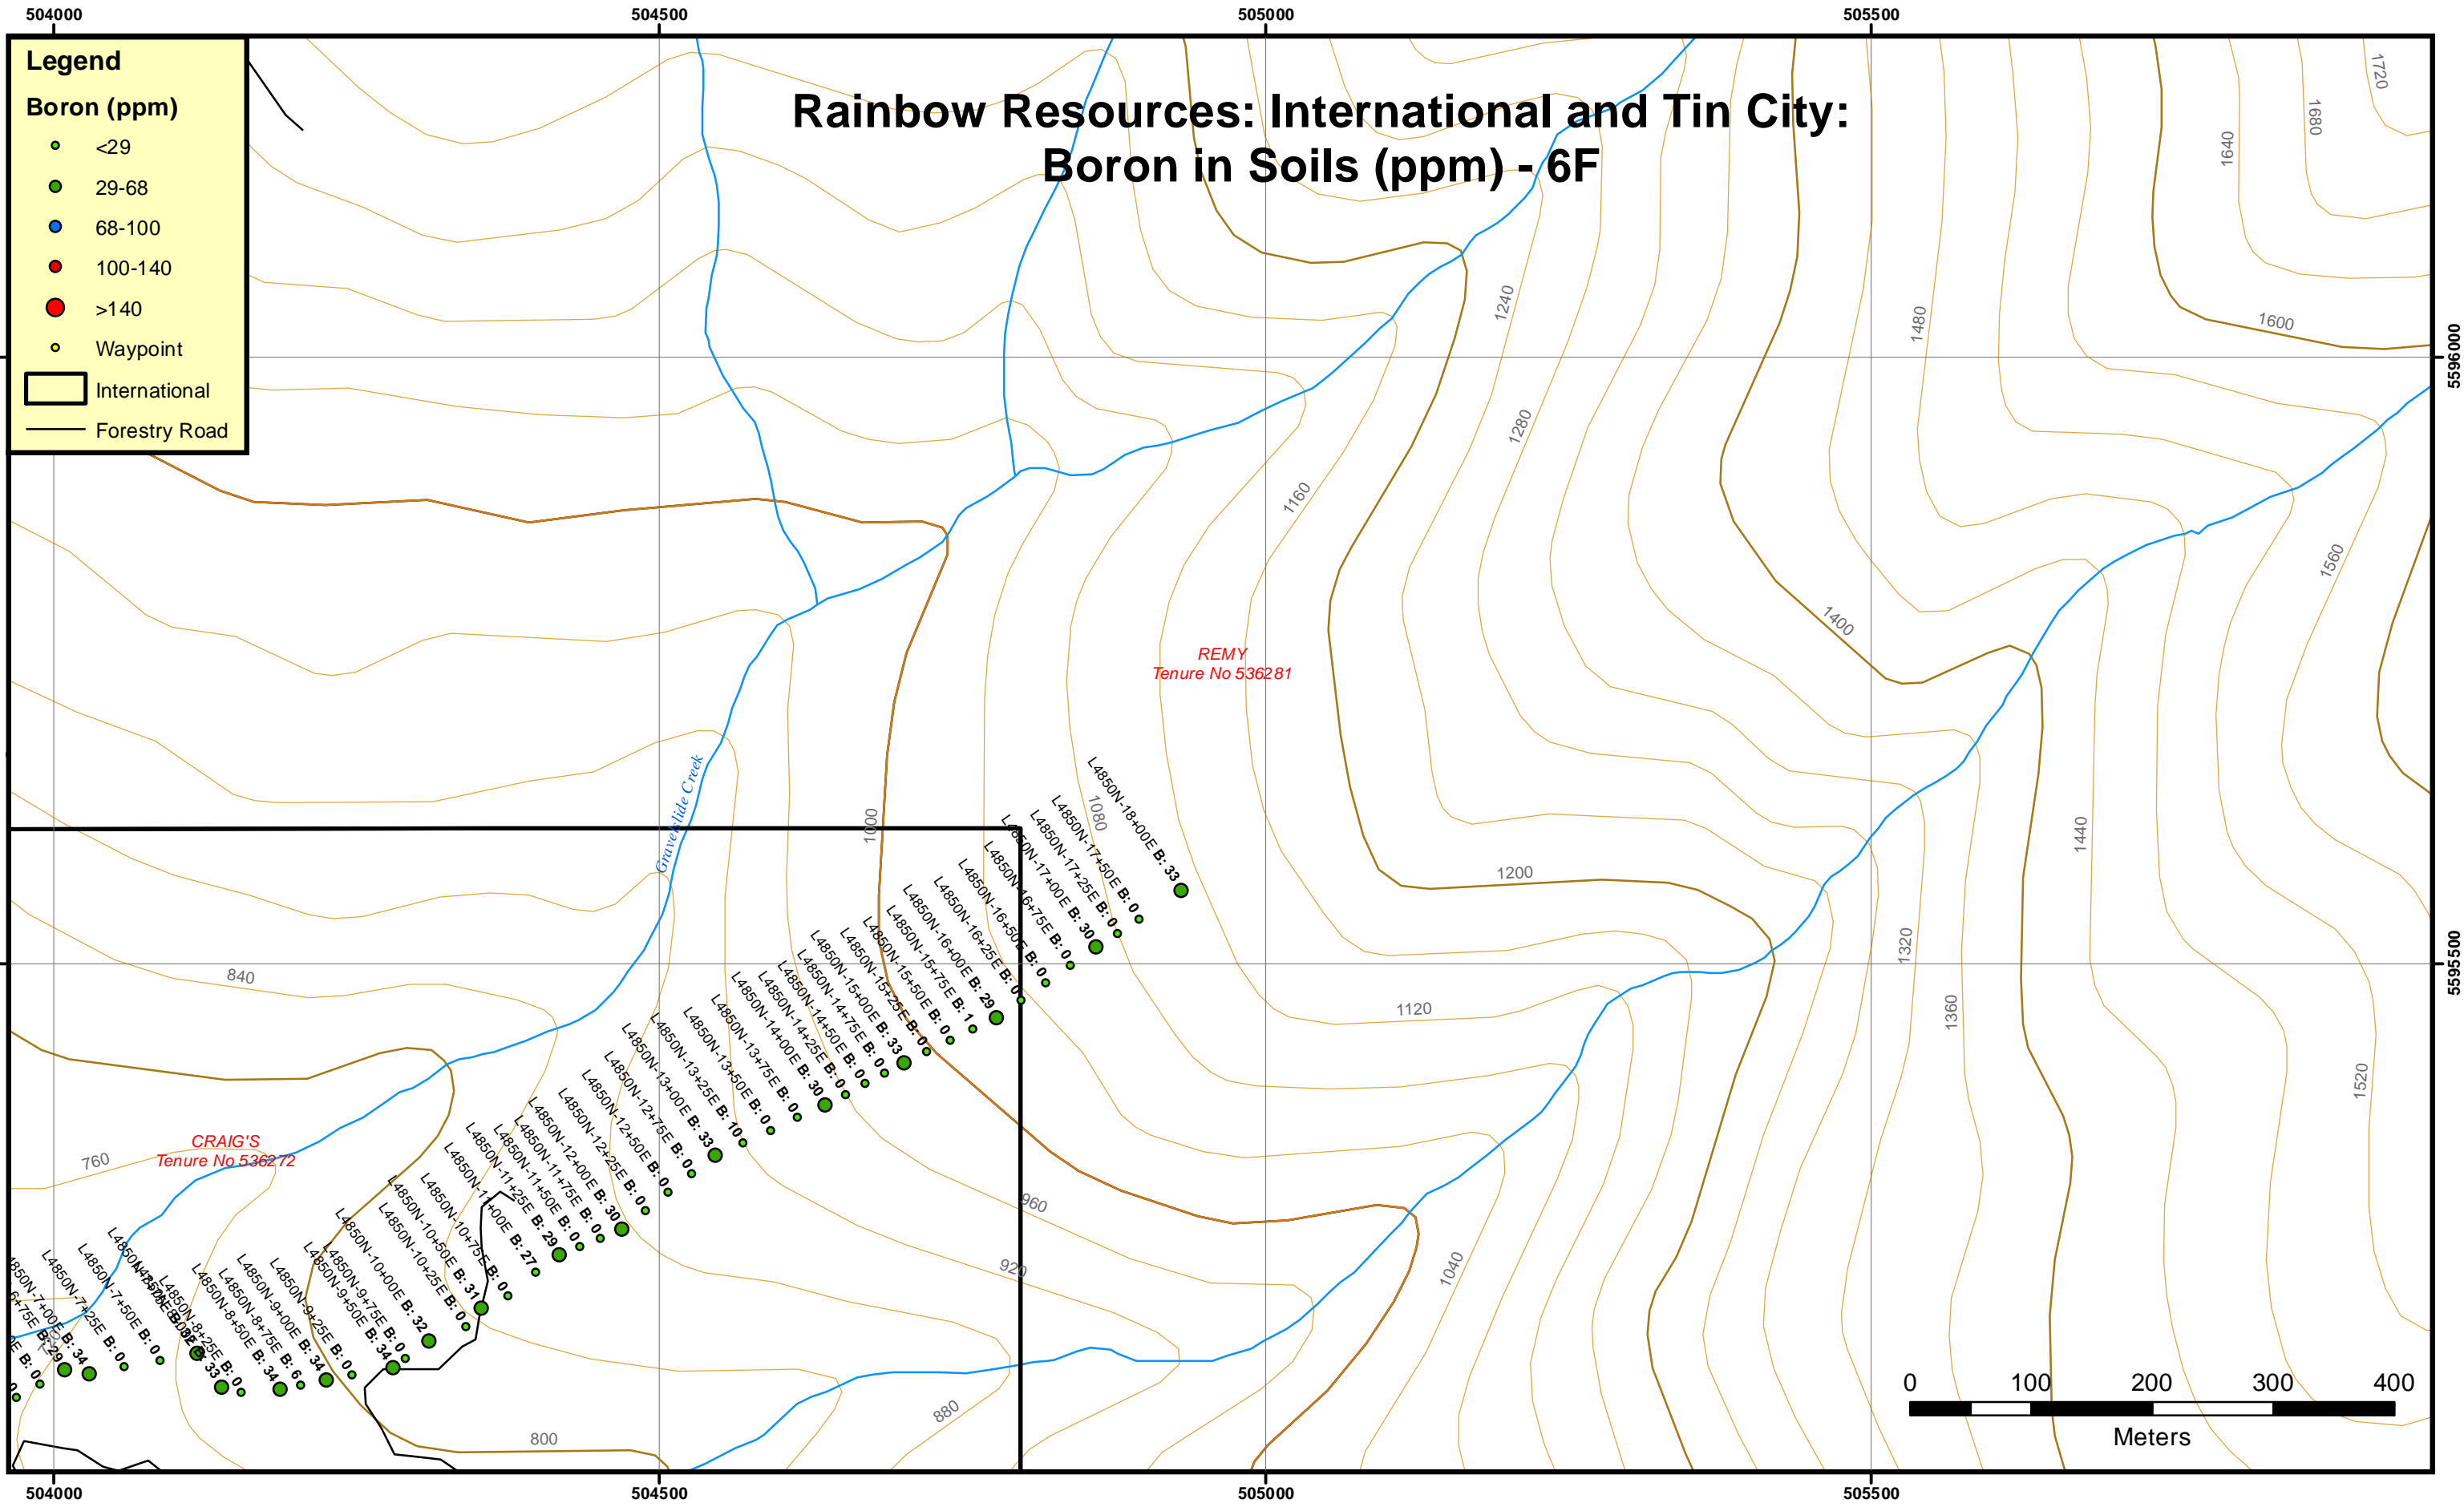 504000
504500
505000
505500
Legend
Boron (ppm)
<29
29-68
68-100
100-140
>140
Waypoint
International
Forestry Road
Rainbow Resources: International and Tin City:
Boron in Soils (ppm) - 6F
1720
1680
1640
1600
1240
1480
1280
1160
1560
1400
5596000
REMY
Tenure No 536281
Gravelslide Creek
1000
1080
1440
1200
1320
840
1120
1360
1520
5595500
CRAIG'S
Tenure No 536272
760
960
920
1040
880
800
L4850N-18+00E B: 33
L4850N-17+50E B: 0
L4850N-17+25E B: 0
L4850N-17+00E B: 30
L4850N-16+75E B: 0
L4850N-16+50E B: 0
L4850N-16+25E B: 0
L4850N-16+00E B: 29
L4850N-15+75E B: 1
L4850N-15+50E B: 0
L4850N-15+25E B: 0
L4850N-15+00E B: 33
L4850N-14+75E B: 0
L4850N-14+50E B: 0
L4850N-14+25E B: 0
L4850N-14+00E B: 30
L4850N-13+75E B: 0
L4850N-13+50E B: 0
L4850N-13+25E B: 10
L4850N-13+00E B: 33
L4850N-12+75E B: 0
L4850N-12+50E B: 0
L4850N-12+25E B: 0
L4850N-12+00E B: 30
L4850N-11+75E B: 0
L4850N-11+50E B: 0
L4850N-11+25E B: 29
L4850N-11+00E B: 27
L4850N-10+75E B: 0
L4850N-10+50E B: 31
L4850N-10+25E B: 0
L4850N-10+00E B: 32
L4850N-9+75E B: 0
L4850N-9+50E B: 34
L4850N-9+25E B: 0
L4850N-9+00E B: 34
L4850N-8+75E B: 6
L4850N-8+50E B: 34
L4850N-8+25E B: 0
B: 33
L4850N-7+50E B: 0
L4850N-7+25E B: 0
4850N-7+00E B: 34
6+75E B: 29
0E B: 0
0
0 100 200 300 400
Meters
504000
504500
505000
505500